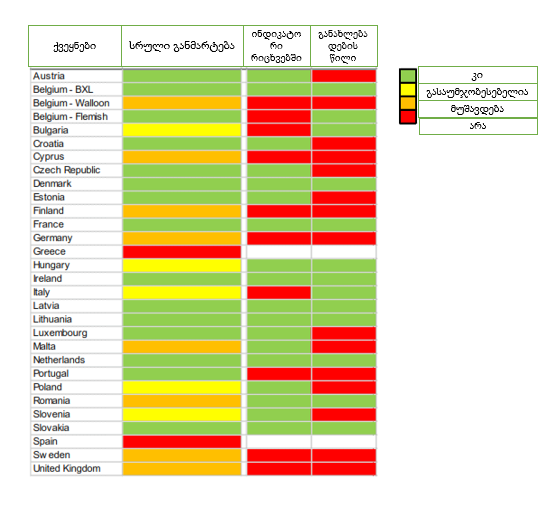 ქვეყნები
სრული განმარტება
ინდიკატო
რი
რიცხვებში
განახლება
დების
წილი
Austria
Belgium - BXL
Belgium - Walloon
Belgium - Flemish
Bulgaria
Croatia
Cyprus
Czech Republic
Denmark
Estonia
Finland
France
Germany
Greece
Hungary
Ireland
Italy
Latvia
Lithuania
Luxembourg
Malta
Netherlands
Portugal
Poland
Romania
Slovenia
Slovakia
Spain
Sweden
United Kingdom
კი
გასაუმჯობესებელია
მუშავდება
არა